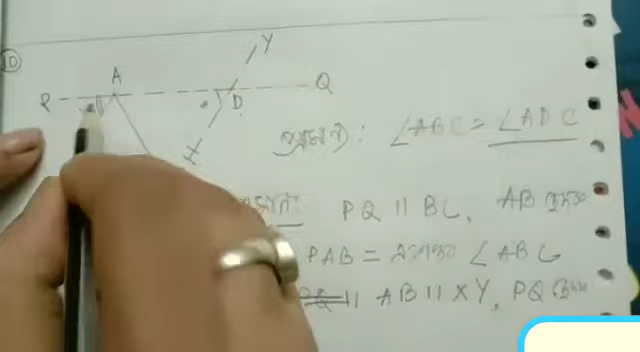 10
Y
A
P
Q
D
X
প্রমাণ : ∠ABC = ∠ADC
PQ || BC, AB ছেদক
PAB = একান্তর ∠ABC
|| AB || XY, PQ ছেদক